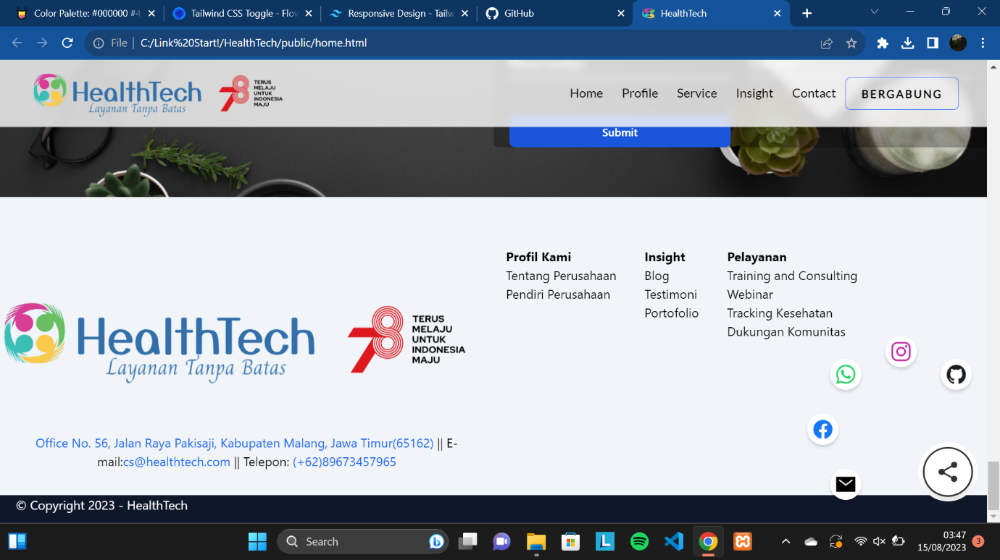 Color Palette: #000000 #4
Tailwind CSS Toggle - Flow
Responsive Design - Tailw
GitHub
HealthTech
File
C:/Link%20Start!/HealthTech/public/home.html
HealthTech
Layanan Tanpa Batas
78
TERUS
MELAJU
UNTUK
INDONESIA
MAJU
Home
Profile
Service
Insight
Contact
BERGABUNG
Submit
HealthTech
Layanan Tanpa Batas
78
TERUS
MELAJU
UNTUK
INDONESIA
MAJU
Profil Kami
Tentang Perusahaan
Pendiri Perusahaan
Insight
Blog
Testimoni
Portofolio
Pelayanan
Training and Consulting
Webinar
Tracking Kesehatan
Dukungan Komunitas
Office No. 56, Jalan Raya Pakisaji, Kabupaten Malang, Jawa Timur(65162) || E-
mail:cs@healthtech.com || Telepon: (+62)89673457965
© Copyright 2023 - HealthTech
Search
L
03:47
15/08/2023
3